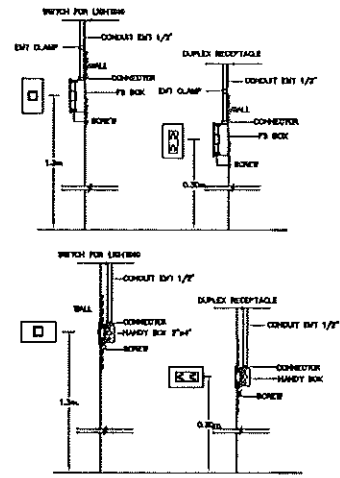 SWITCH FOR LIGHTING
CONDUIT EMT 1/2"
EMT CLAMP
WALL
CONNECTOR
FS BOX
SCREW
1.3m.
DUPLEX RECEPTACLE
CONDUIT EMT 1/2"
EMT CLAMP
WALL
CONNECTOR
FS BOX
SCREW
0.30m.
SWITCH FOR LIGHTING
CONDUIT EMT 1/2"
WALL
CONNECTOR
HANDY BOX 2"x4"
SCREW
1.3m.
DUPLEX RECEPTACLE
CONDUIT EMT 1/2"
CONNECTOR
HANDY BOX
SCREW
0.30m.